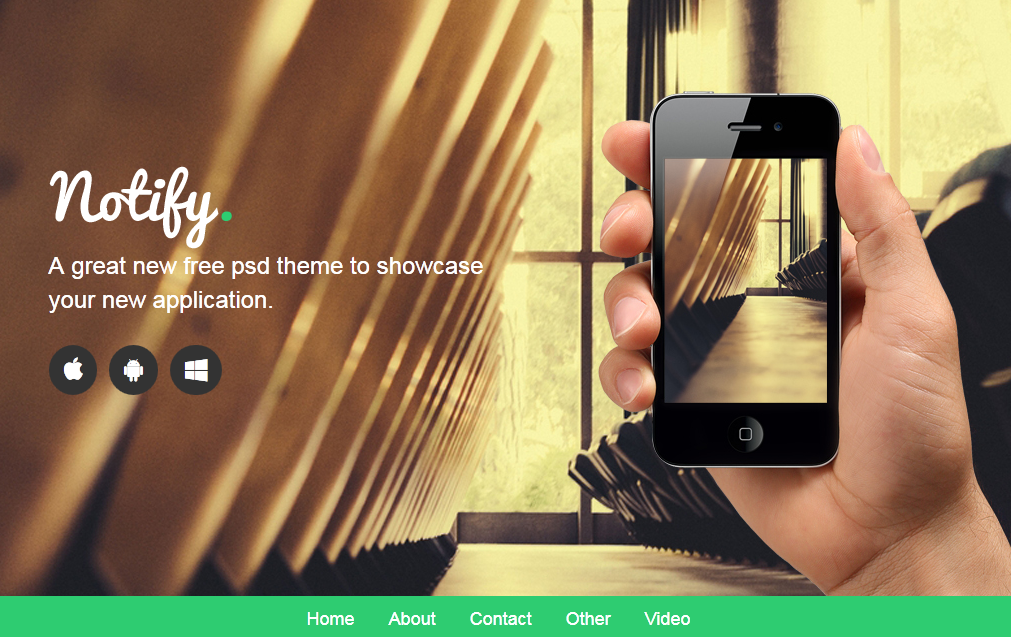 Notify.
A great new free psd theme to showcase
your new application.
Home About Contact Other Video